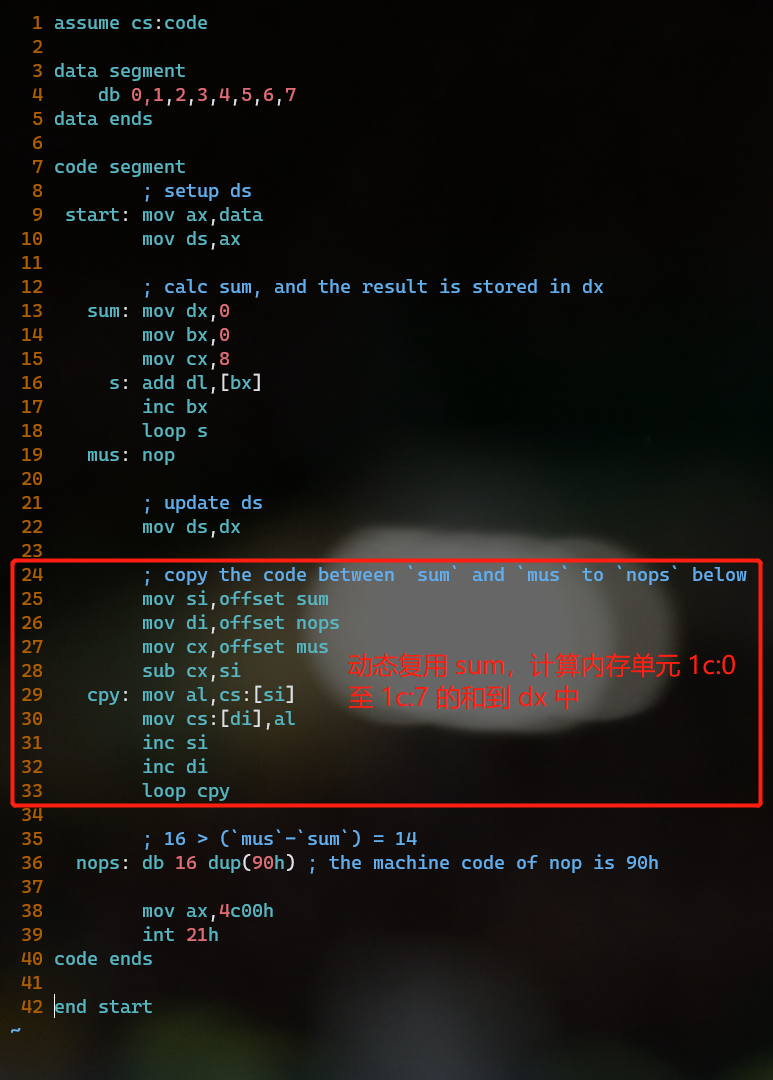 1 assume cs:code
2
3 data segment
4     db 0,1,2,3,4,5,6,7
5 data ends
6
7 code segment
8         ; setup ds
9  start: mov ax,data
10         mov ds,ax
11
12         ; calc sum, and the result is stored in dx
13    sum: mov dx,0
14         mov bx,0
15         mov cx,8
16      s: add dl,[bx]
17         inc bx
18         loop s
19    mus: nop
20
21         ; update ds
22         mov ds,dx
23
24         ; copy the code between `sum` and `mus` to `nops` below
25         mov si,offset sum
26         mov di,offset nops
27         mov cx,offset mus
28         sub cx,si
动态复用 sum，计算内存单元 1c:0
29    cpy: mov al,cs:[si]
至 1c:7 的和到 dx 中
30         mov cs:[di],al
31         inc si
32         inc di
33         loop cpy
34
35         ; 16 > (`mus`-`sum`) = 14
36   nops: db 16 dup(90h) ; the machine code of nop is 90h
37
38         mov ax,4c00h
39         int 21h
40 code ends
41
42 end start
~